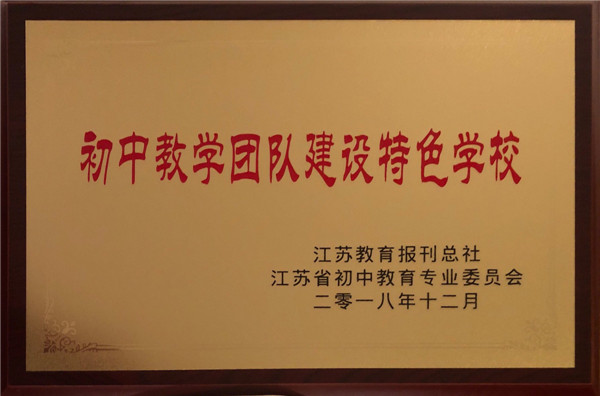 初中教学团队建设特色学校
江苏教育报刊总社
江苏省初中教育专业委员会
二零一八年十二月